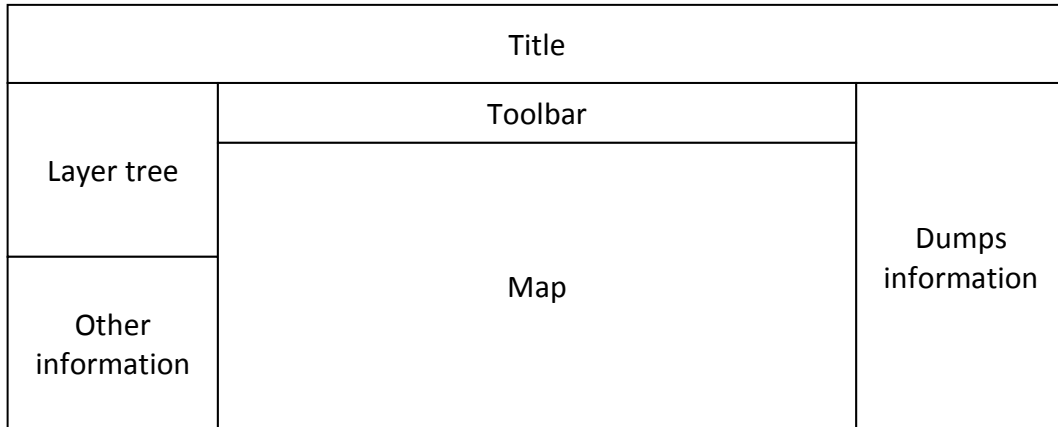 Title
Toolbar
Layer tree
Map
Other
information
Dumps
information